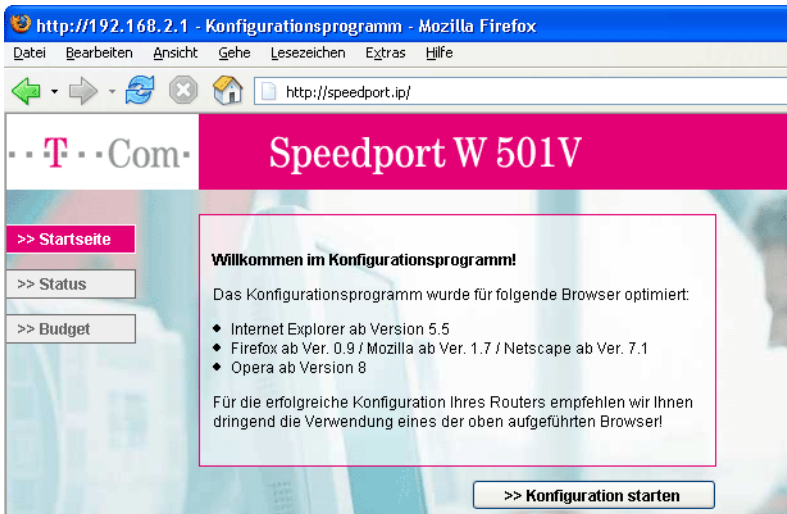 http://192.168.2.1 - Konfigurationsprogramm - Mozilla Firefox
Datei Bearbeiten Ansicht Gehe Lesezeichen Extras Hilfe
http://speedport.ip/
··T··Com· Speedport W 501V
>> Startseite
>> Status
>> Budget
Willkommen im Konfigurationsprogramm!
Das Konfigurationsprogramm wurde für folgende Browser optimiert:
◆ Internet Explorer ab Version 5.5
◆ Firefox ab Ver. 0.9 / Mozilla ab Ver. 1.7 / Netscape ab Ver. 7.1
◆ Opera ab Version 8
Für die erfolgreiche Konfiguration Ihres Routers empfehlen wir Ihnen
dringend die Verwendung eines der oben aufgeführten Browser!
>> Konfiguration starten